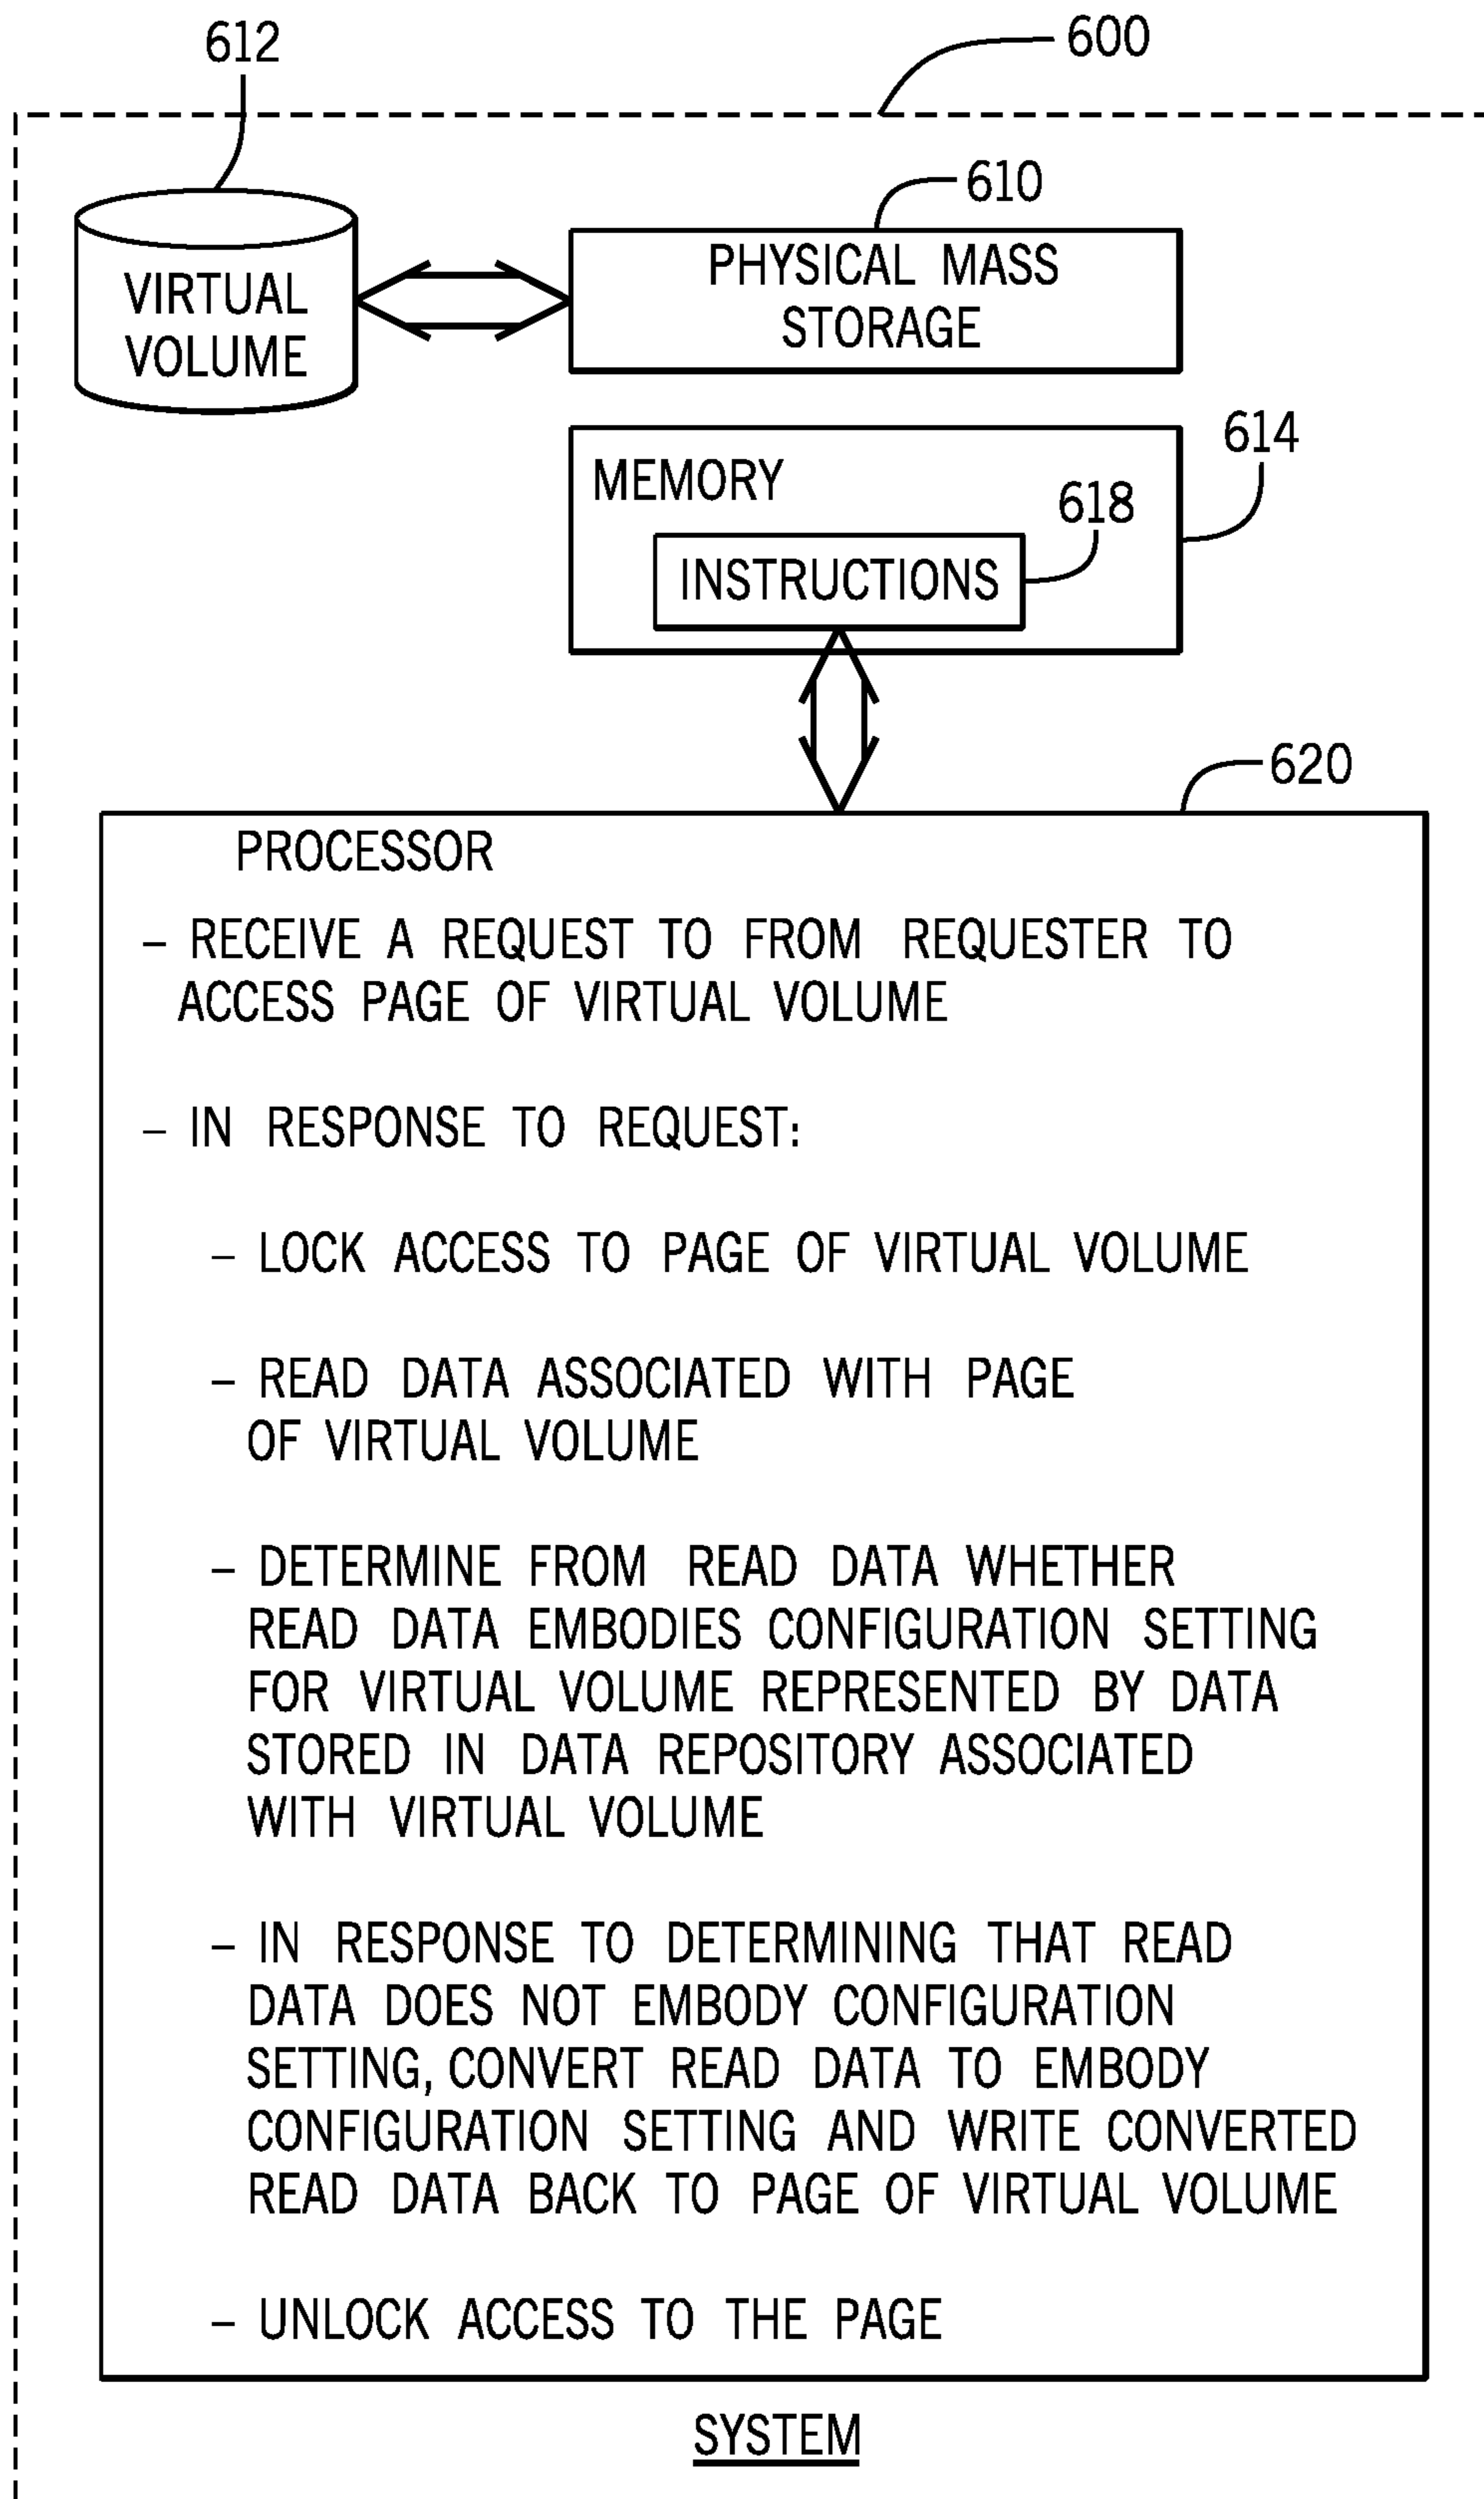 612
600
610
PHYSICAL MASS
STORAGE
VIRTUAL
VOLUME
614
MEMORY
618
INSTRUCTIONS
620
PROCESSOR
– RECEIVE A REQUEST TO FROM REQUESTER TO
ACCESS PAGE OF VIRTUAL VOLUME
– IN RESPONSE TO REQUEST:
– LOCK ACCESS TO PAGE OF VIRTUAL VOLUME
– READ DATA ASSOCIATED WITH PAGE
OF VIRTUAL VOLUME
– DETERMINE FROM READ DATA WHETHER
READ DATA EMBODIES CONFIGURATION SETTING
FOR VIRTUAL VOLUME REPRESENTED BY DATA
STORED IN DATA REPOSITORY ASSOCIATED
WITH VIRTUAL VOLUME
– IN RESPONSE TO DETERMINING THAT READ
DATA DOES NOT EMBODY CONFIGURATION
SETTING, CONVERT READ DATA TO EMBODY
CONFIGURATION SETTING AND WRITE CONVERTED
READ DATA BACK TO PAGE OF VIRTUAL VOLUME
– UNLOCK ACCESS TO THE PAGE
SYSTEM